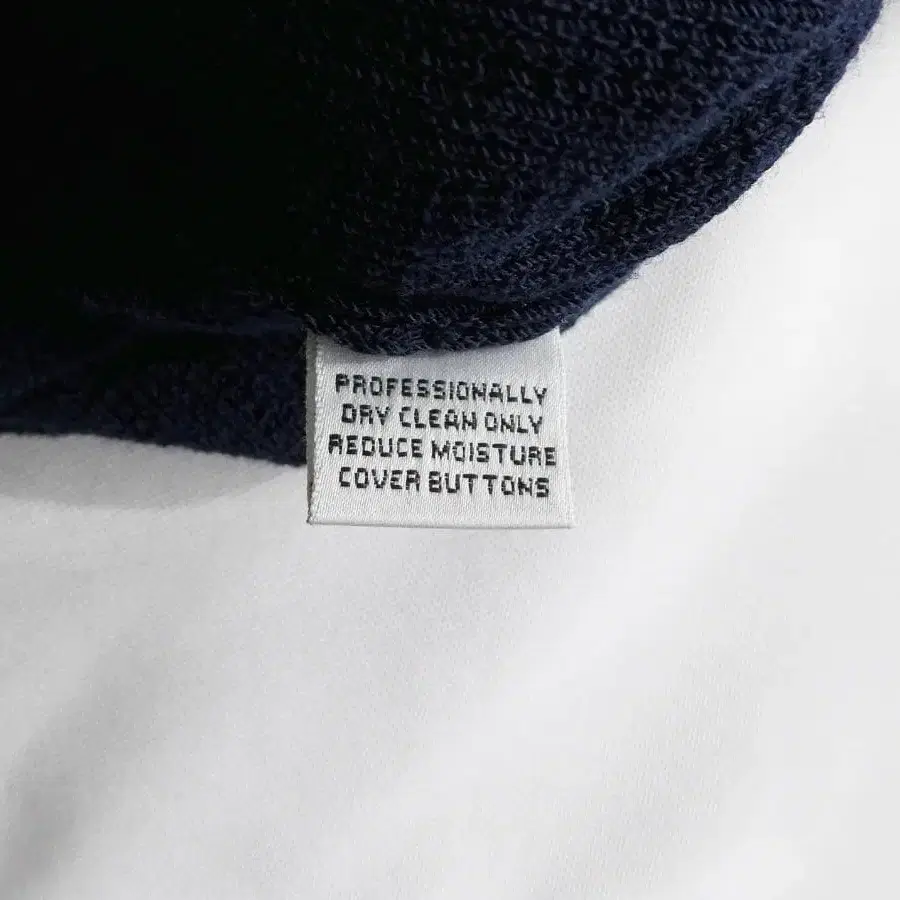 PROFESSIONALLY
DRY CLEAN ONLY
REDUCE MOISTURE
COVER BUTTONS